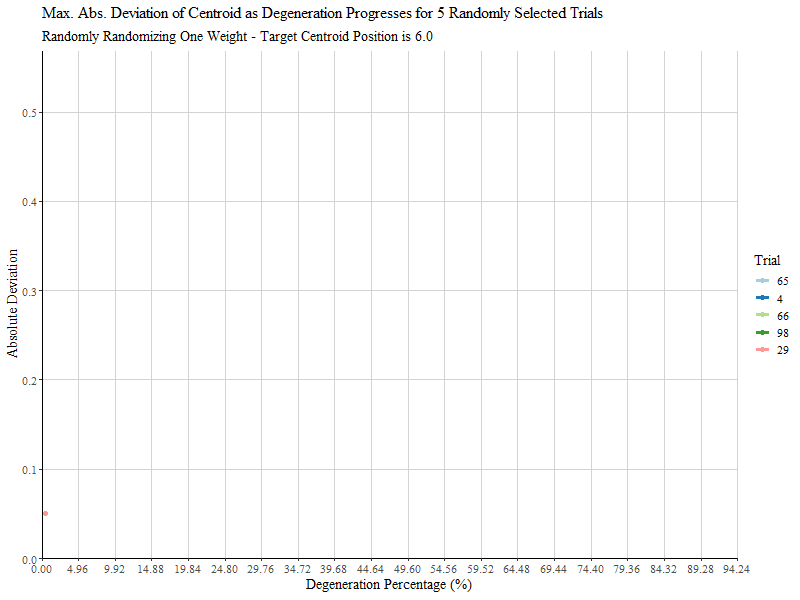 Max. Abs. Deviation of Centroid as Degeneration Progresses for 5 Randomly Selected Trials
Randomly Randomizing One Weight - Target Centroid Position is 6.0
Absolute Deviation
0.5
0.4
0.3
0.2
0.1
0.0
0.00 4.96 9.92 14.88 19.84 24.80 29.76 34.72 39.68 44.64 49.60 54.56 59.52 64.48 69.44 74.40 79.36 84.32 89.28 94.24
Degeneration Percentage (%)
Trial
65
4
66
98
29